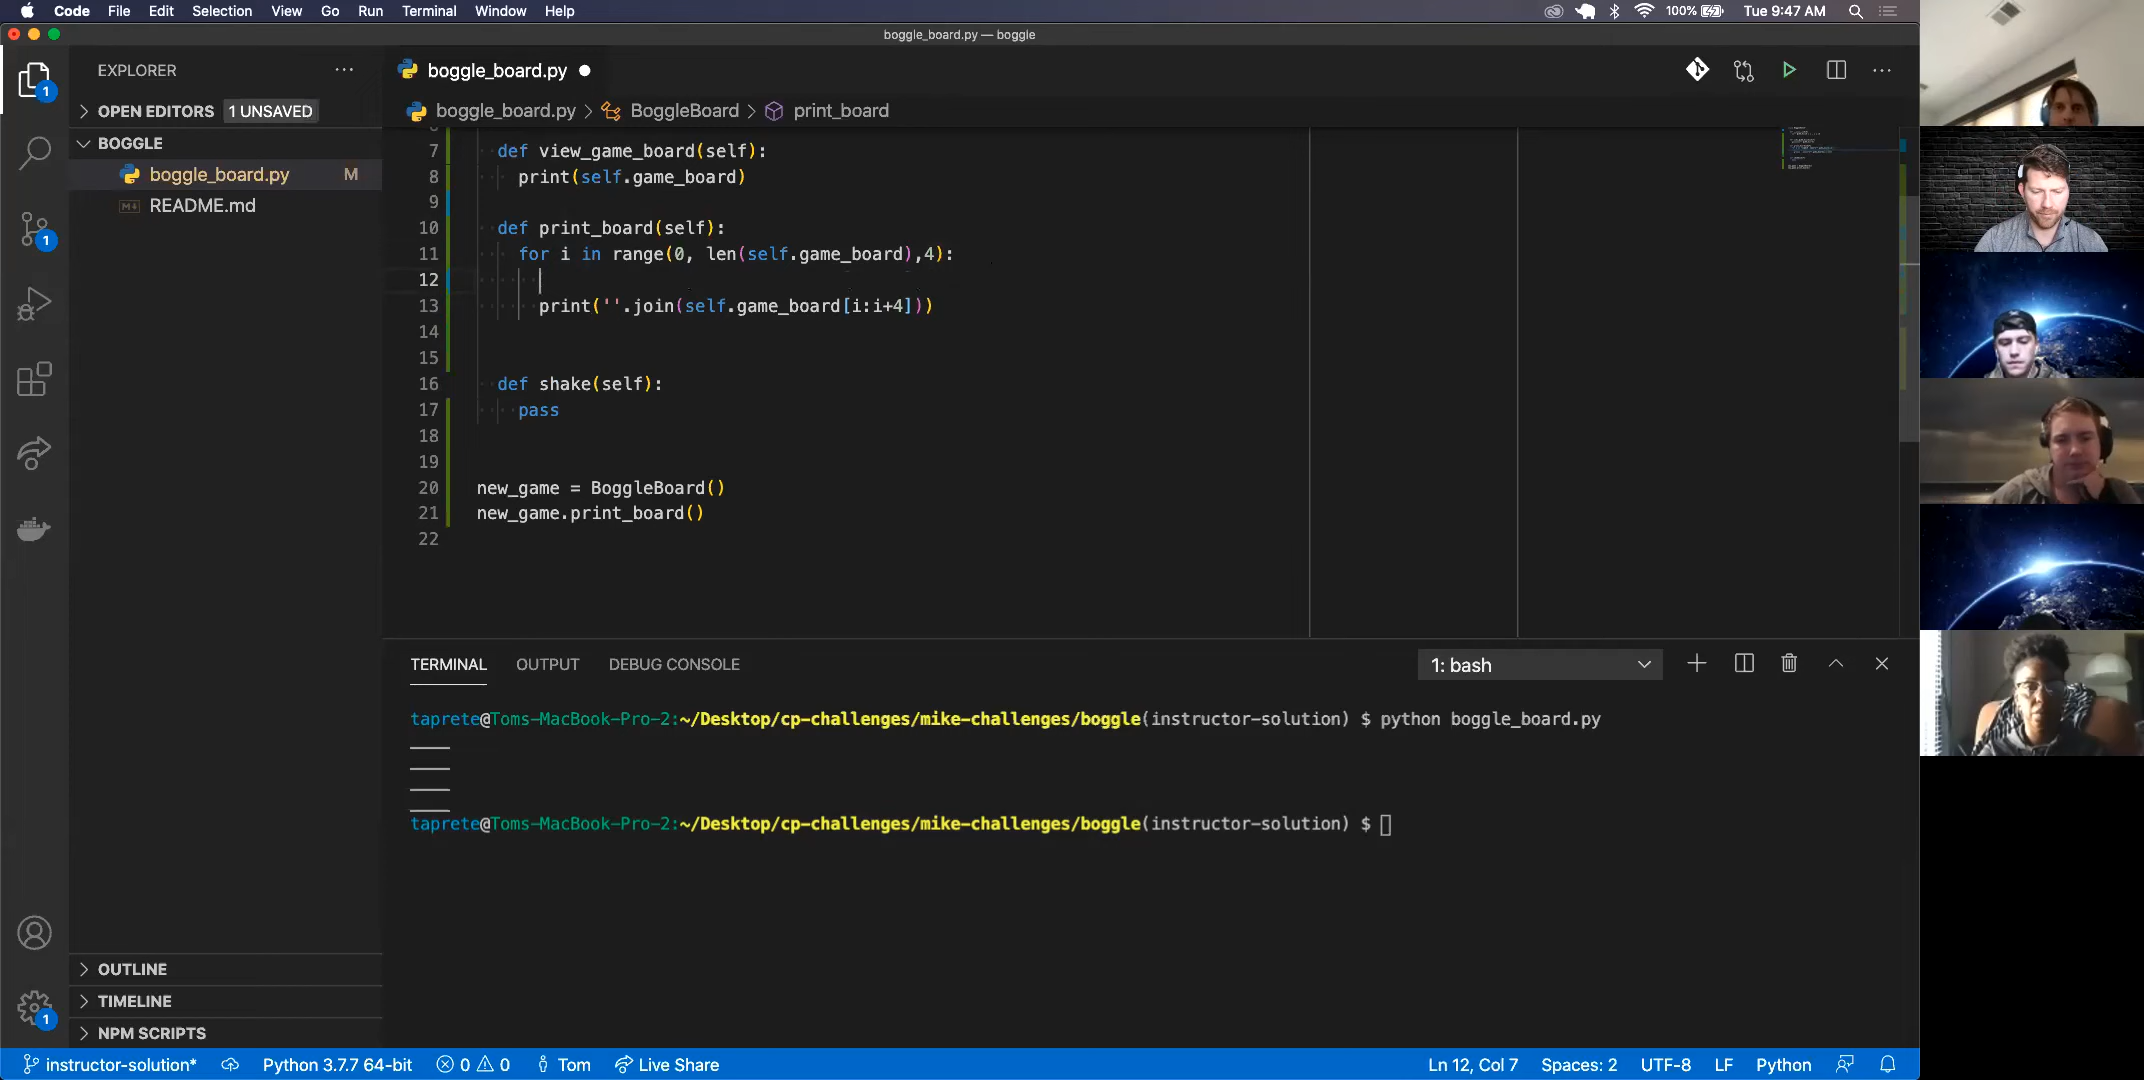 Code File Edit Selection View Go Run Terminal Window Help 100% Tue 9:47 AM
boggle_board.py — boggle
EXPLORER
OPEN EDITORS 1 UNSAVED
BOGGLE
boggle_board.py M
README.md
OUTLINE
TIMELINE
NPM SCRIPTS
1
1
1
boggle_board.py
boggle_board.py > BoggleBoard > print_board
7 def view_game_board(self):
8 print(self.game_board)
9
10 def print_board(self):
11 for i in range(0, len(self.game_board),4):
12
13 print(''.join(self.game_board[i:i+4]))
14
15
16 def shake(self):
17 pass
18
19
20 new_game = BoggleBoard()
21 new_game.print_board()
22
TERMINAL OUTPUT DEBUG CONSOLE 1: bash
taprete@Toms-MacBook-Pro-2:~/Desktop/cp-challenges/mike-challenges/boggle(instructor-solution) $ python boggle_board.py
____
____
____
____
taprete@Toms-MacBook-Pro-2:~/Desktop/cp-challenges/mike-challenges/boggle(instructor-solution) $
instructor-solution* Python 3.7.7 64-bit 0 0 Tom Live Share Ln 12, Col 7 Spaces: 2 UTF-8 LF Python